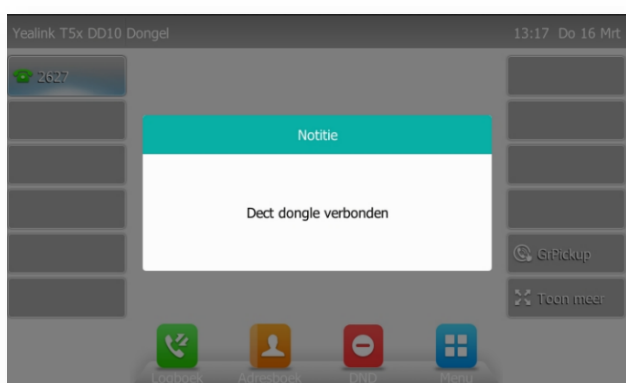 Yealink T5x DD10 Dongel
13:17 Do 16 Mrt
2627
Notitie
Dect dongle verbonden
GrPickup
Toon meer
Logboek
Adresboek
DND
Menu